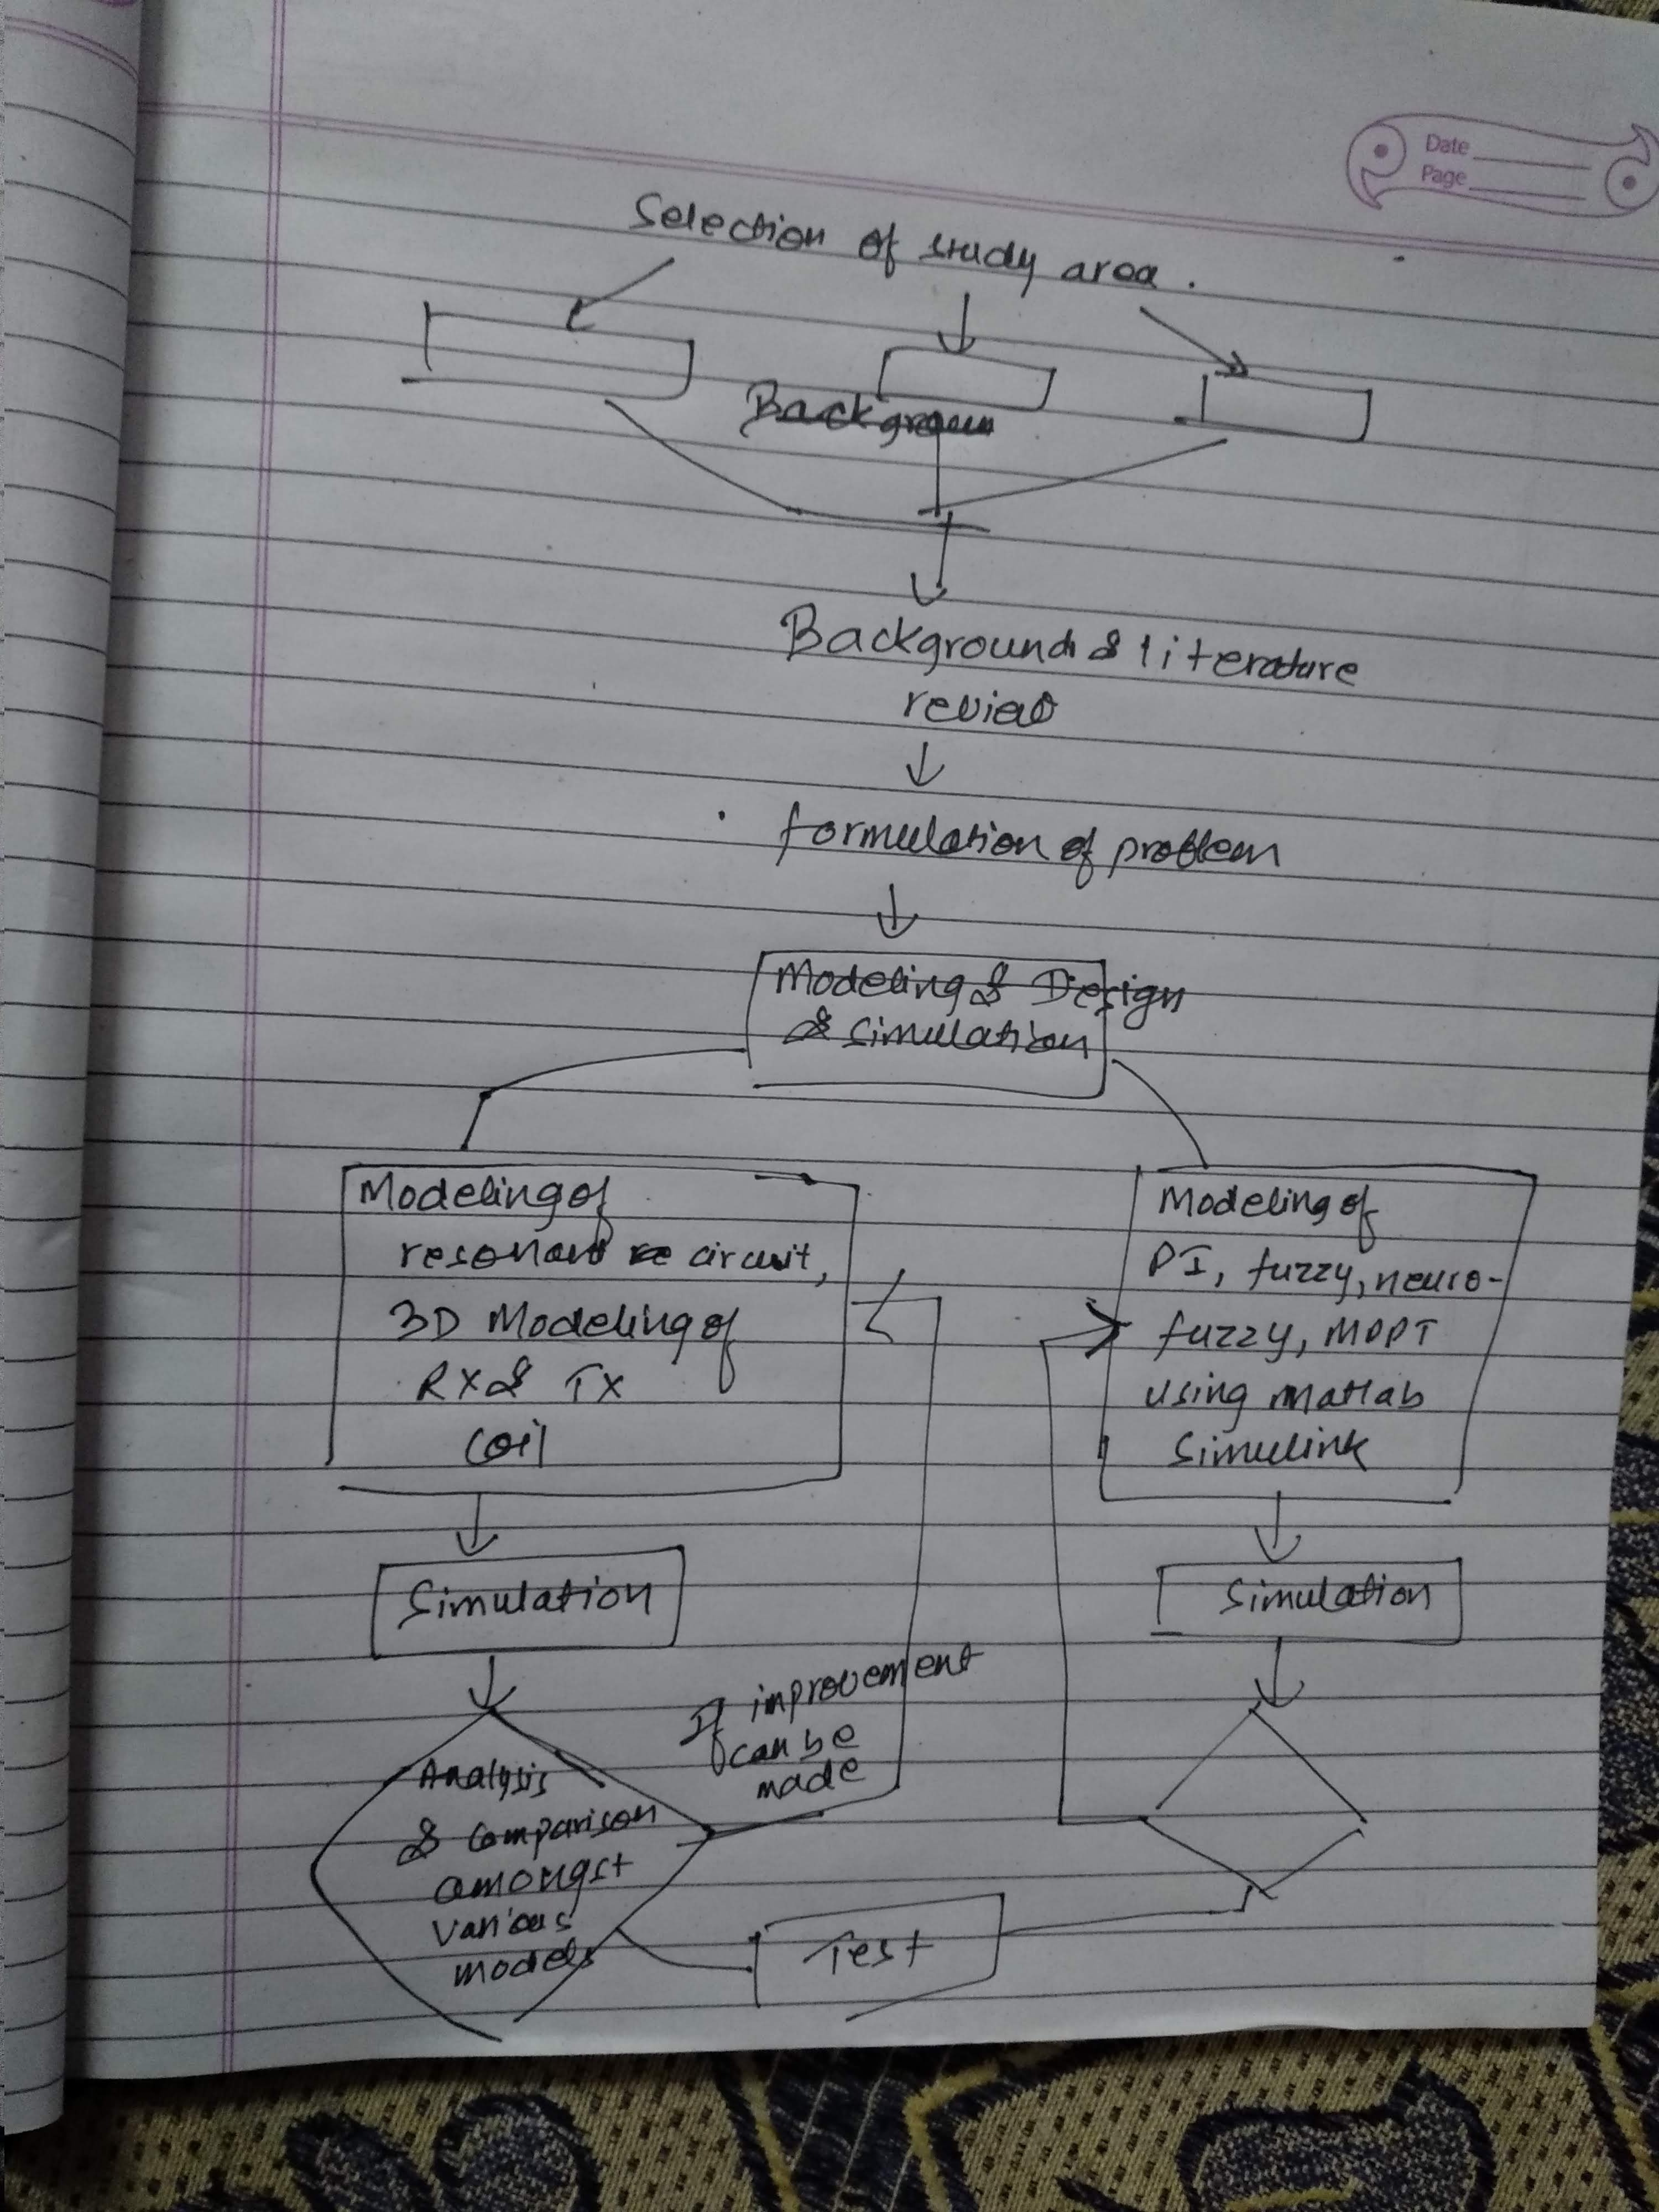 Date
Page
Selection of study area.
Backgroun
Background & literature
review
formulation of problem
Modeling & Design
& simulation
Modeling of
resonant circuit,
3D Modeling of
RX & TX
coil
Modeling of
PI, fuzzy, neuro-
fuzzy, MPPT
using Matlab
Simulink
Simulation
Simulation
If improvement
can be
made
Analysis
& comparison
amongst
various
models
Test